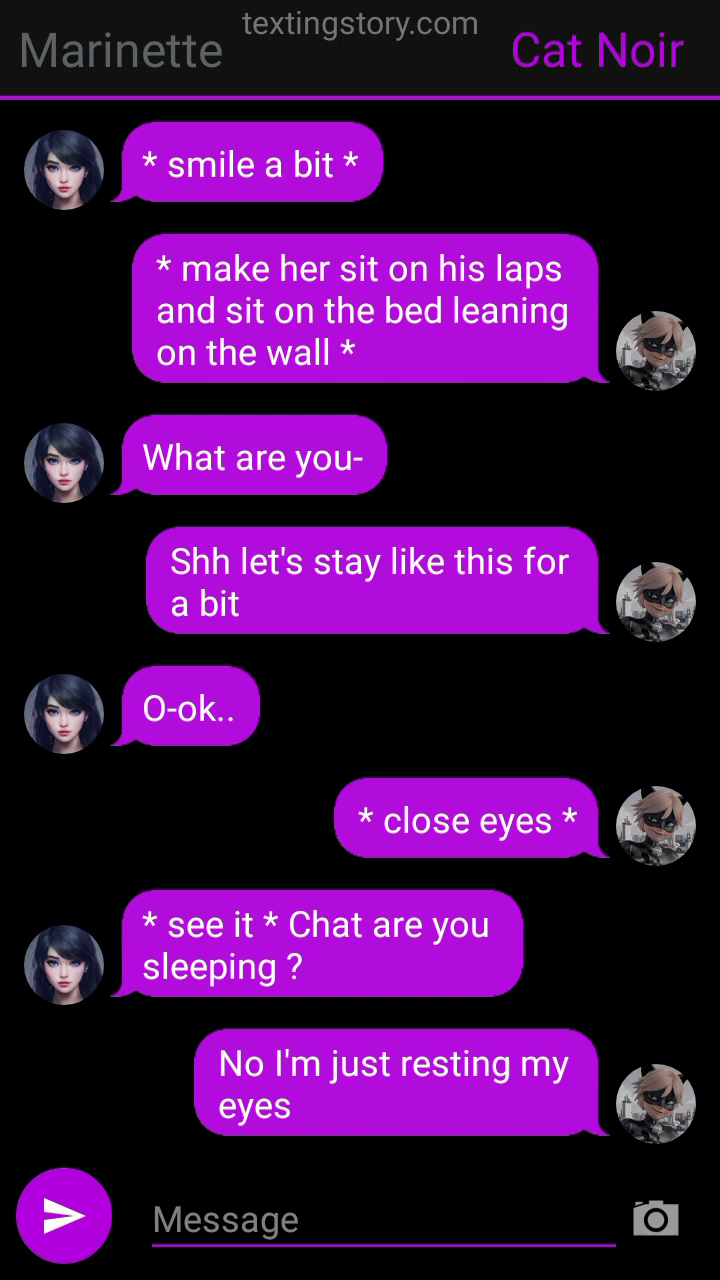 textingstory.com
Marinette
Cat Noir
* smile a bit *
* make her sit on his laps
and sit on the bed leaning
on the wall *
What are you-
Shh let's stay like this for
a bit
O-ok..
* close eyes *
* see it * Chat are you
sleeping ?
No I'm just resting my
eyes
Message